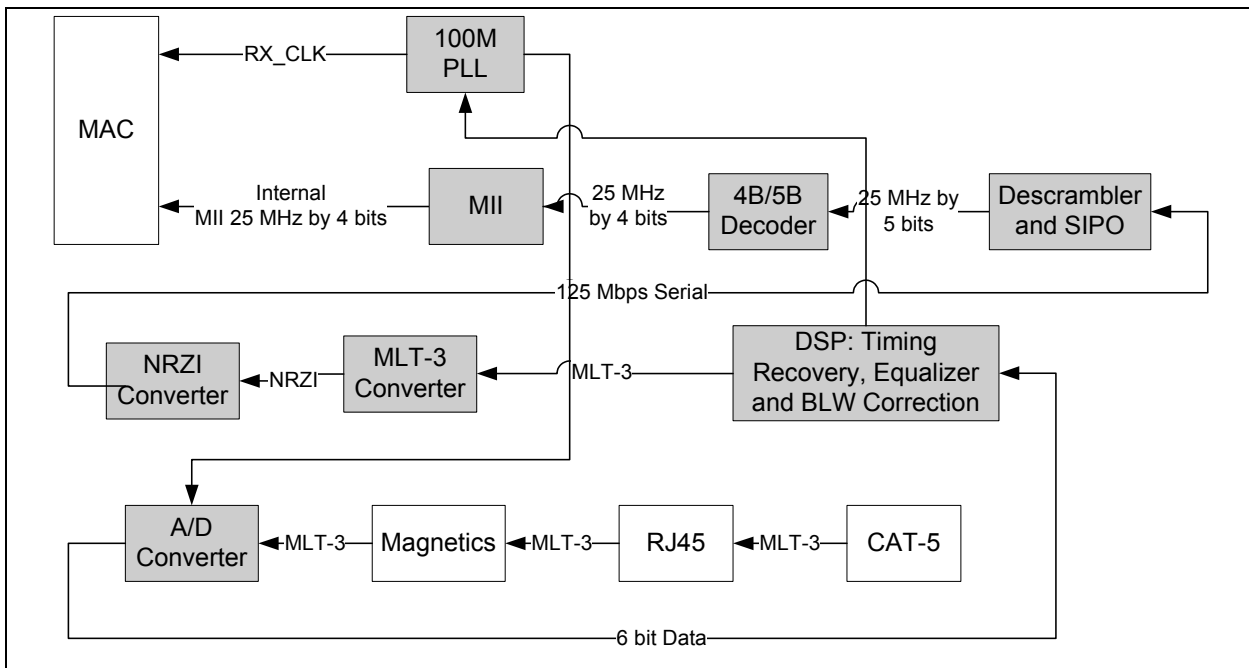 100M
PLL
RX_CLK
MAC
Internal
MII 25 MHz by 4 bits
MII
25 MHz
by 4 bits
4B/5B
Decoder
25 MHz by
5 bits
Descrambler
and SIPO
125 Mbps Serial
NRZI
Converter
NRZI
MLT-3
Converter
MLT-3
DSP: Timing
Recovery, Equalizer
and BLW Correction
A/D
Converter
MLT-3
Magnetics
MLT-3
RJ45
MLT-3
CAT-5
6 bit Data